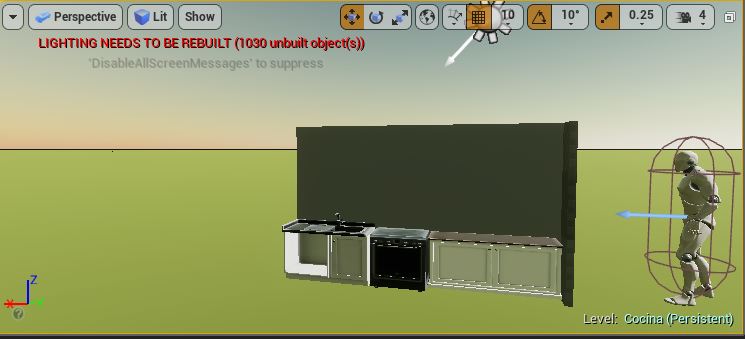 Perspective Lit Show 10 10° 0.25 4
LIGHTING NEEDS TO BE REBUILT (1030 unbuilt object(s))
'DisableAllScreenMessages' to suppress
Z
X
Level: Cocina (Persistent)